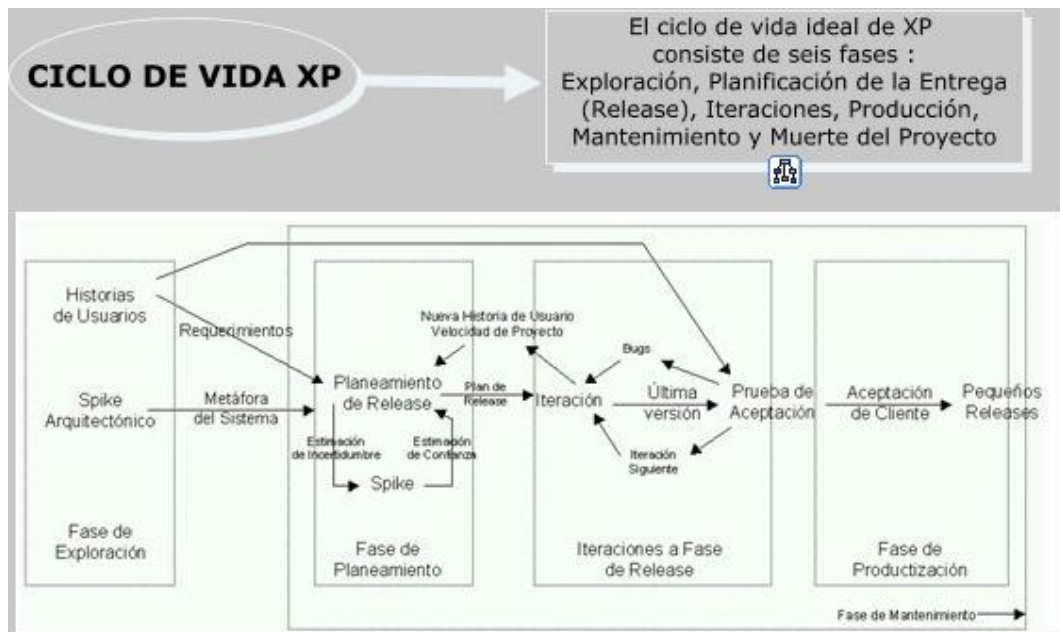 CICLO DE VIDA XP
El ciclo de vida ideal de XP
consiste de seis fases :
Exploración, Planificación de la Entrega
(Release), Iteraciones, Producción,
Mantenimiento y Muerte del Proyecto
Historias
de Usuarios
Requerimientos
Spike
Arquitectónico
Metáfora
del Sistema
Fase de
Exploración
Nueva Historia de Usuario
Velocidad de Proyecto
Planeamiento
de Release
Plan de
Release
Estimación
de Incertidumbre
Estimación
de Confianza
Spike
Fase de
Planeamiento
Iteración
Bugs
Última
versión
Prueba de
Aceptación
Iteración
Siguiente
Iteraciones a Fase
de Release
Aceptación
de Cliente
Pequeños
Releases
Fase de
Productización
Fase de Mantenimiento